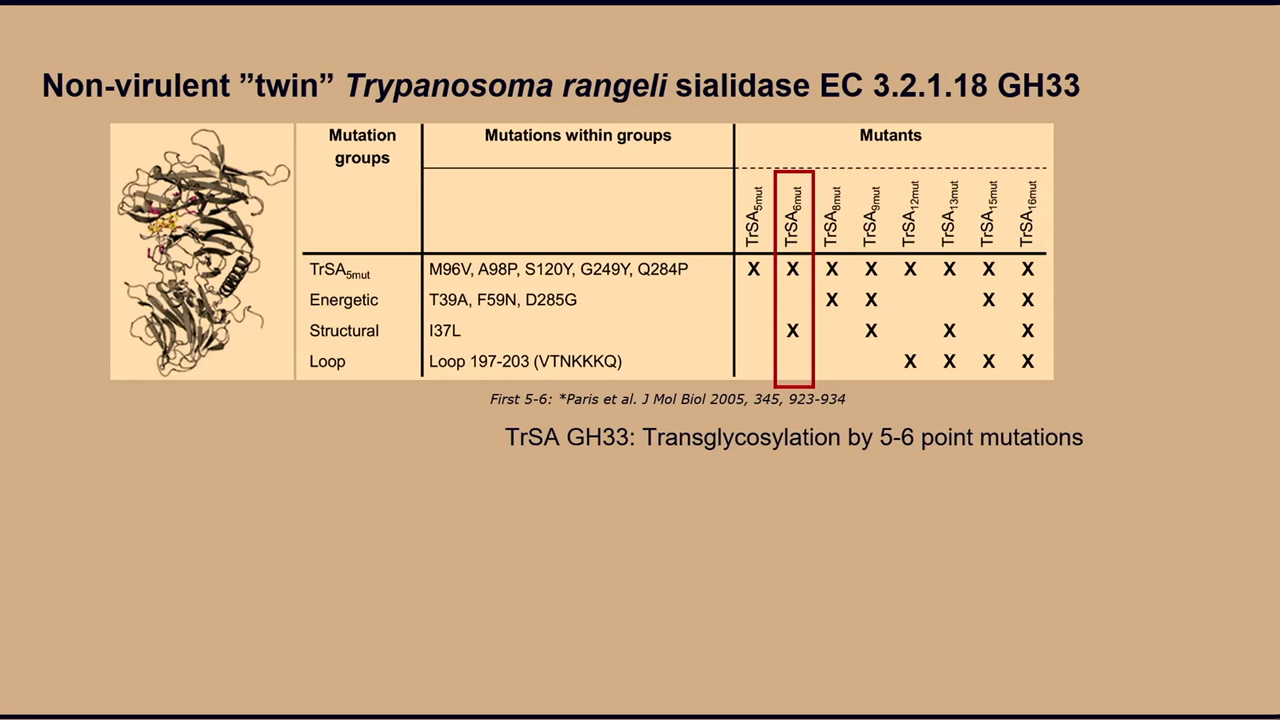 Non-virulent ”twin” Trypanosoma rangeli sialidase EC 3.2.1.18 GH33
Mutation groups
Mutations within groups
Mutants
TrSA5mut
TrSA6mut
TrSA8mut
TrSA9mut
TrSA12mut
TrSA13mut
TrSA15mut
TrSA16mut
TrSA5mut M96V, A98P, S120Y, G249Y, Q284P X X X X X X X X
Energetic T39A, F59N, D285G X X X X
Structural I37L X X X X
Loop Loop 197-203 (VTNKKKQ) X X X X
First 5-6: *Paris et al. J Mol Biol 2005, 345, 923-934
TrSA GH33: Transglycosylation by 5-6 point mutations